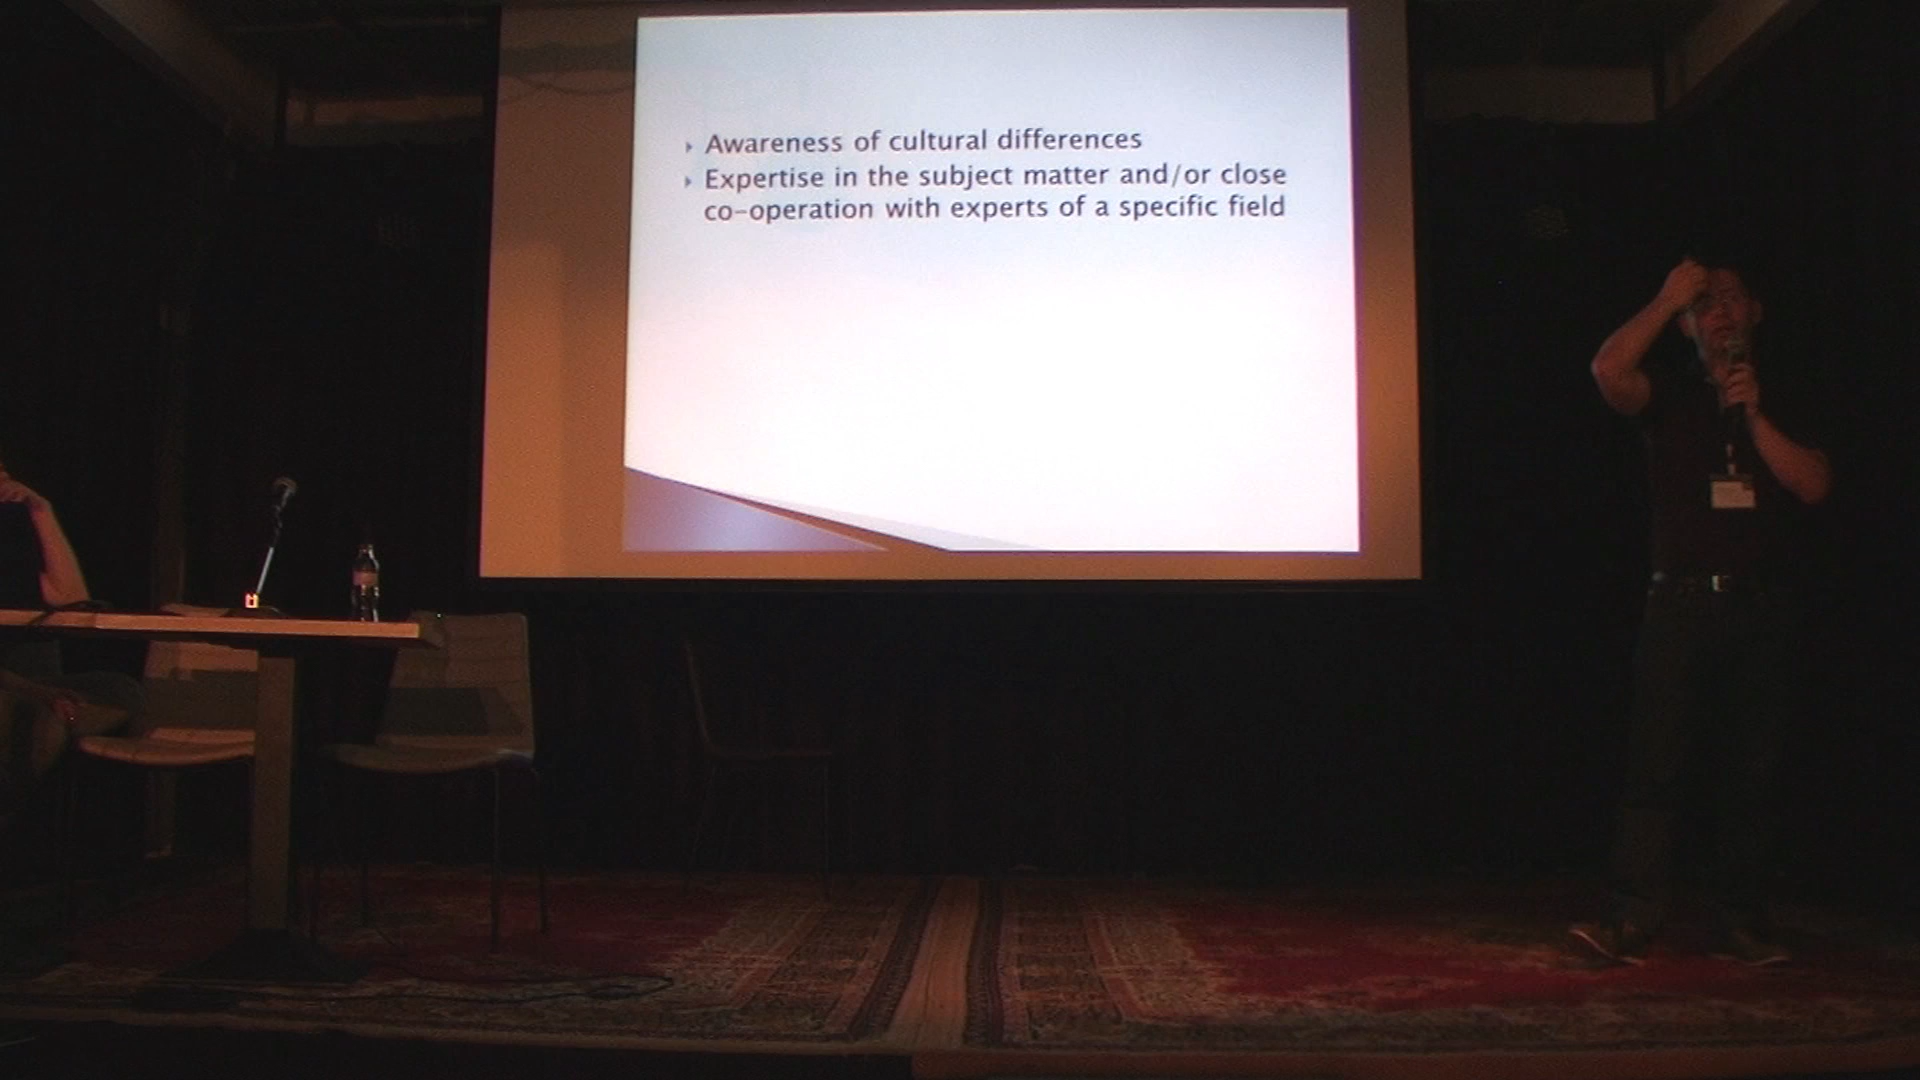 Awareness of cultural differences
Expertise in the subject matter and/or close
co-operation with experts of a specific field